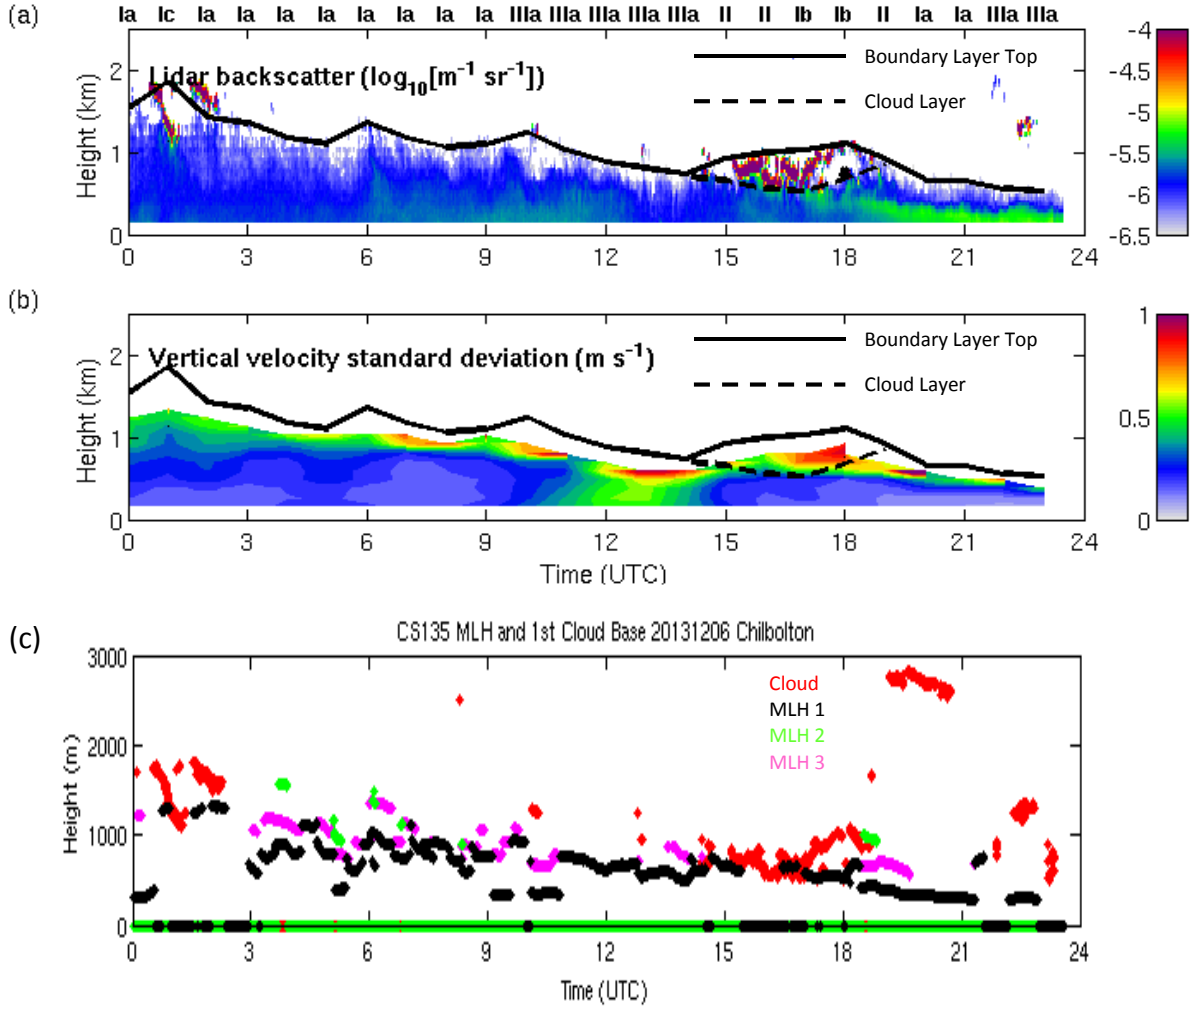 (a)
Ia Ic Ia Ia Ia Ia Ia Ia Ia Ia IIIa IIIa IIIa IIIa IIIa II II Ib Ib II Ia Ia IIIa IIIa
Lidar backscatter (log10[m−1 sr−1])
Boundary Layer Top
Cloud Layer
Height (km)
2
1
0
0 3 6 9 12 15 18 21 24
-4
-4.5
-5
-5.5
-6
-6.5
(b)
Vertical velocity standard deviation (m s−1)
Boundary Layer Top
Cloud Layer
Height (km)
2
1
0
0 3 6 9 12 15 18 21 24
Time (UTC)
1
0.5
0
(c)
CS135 MLH and 1st Cloud Base 20131206 Chilbolton
Cloud
MLH 1
MLH 2
MLH 3
Height (m)
3000
2000
1000
0
0 3 6 9 12 15 18 21 24
Time (UTC)